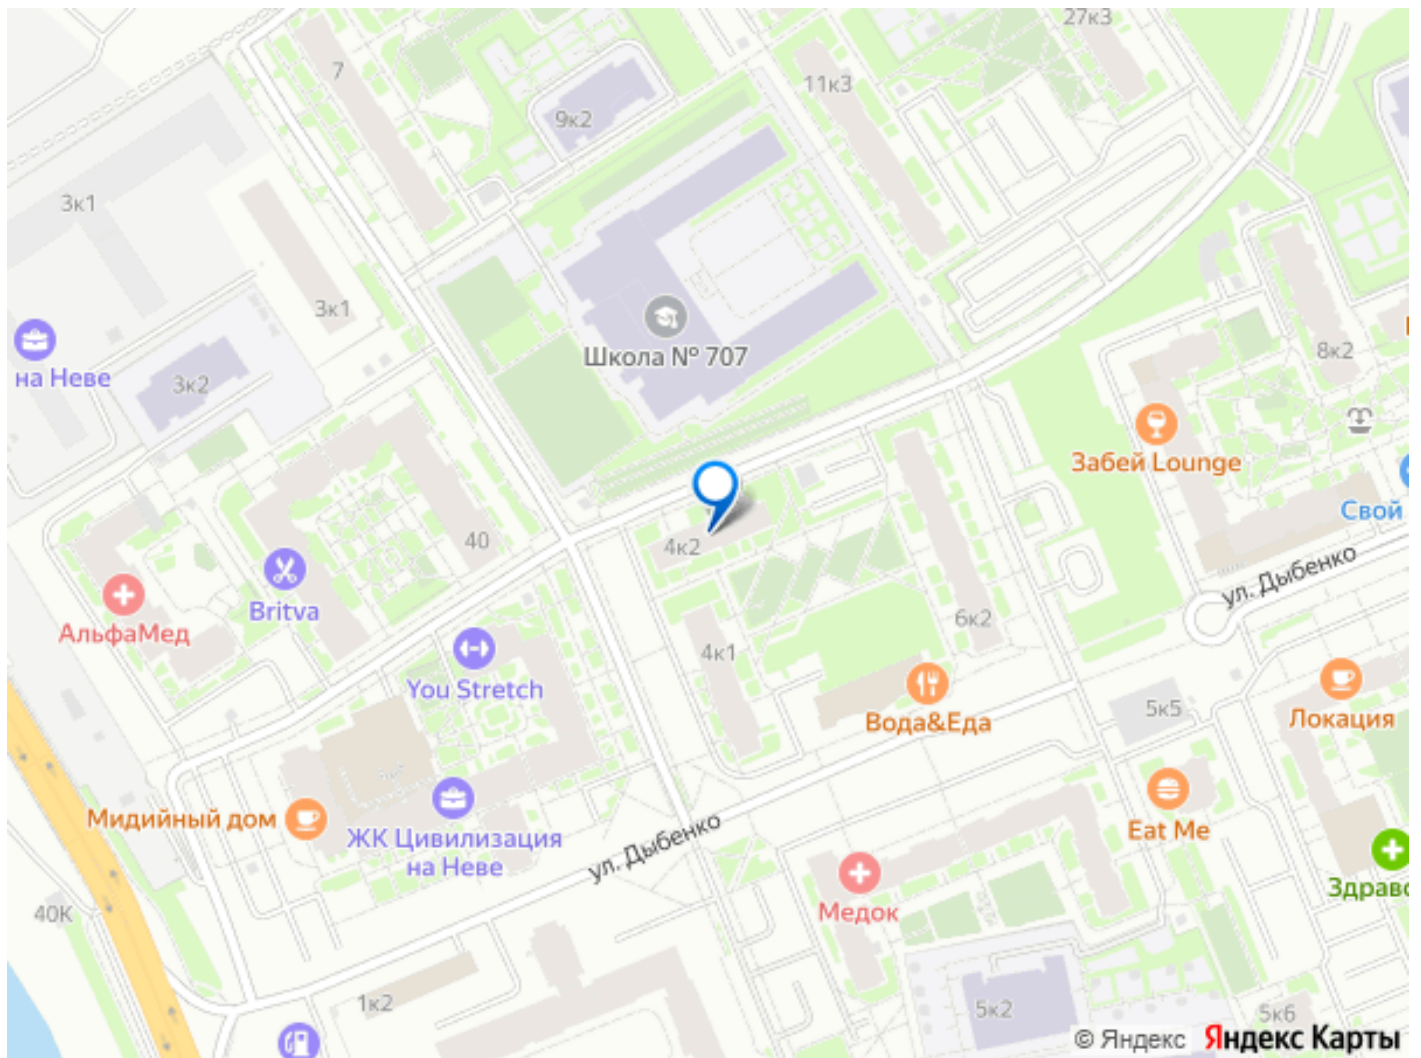 27к3
7
11к3
9к2
3к1
3к1
Школа № 707
на Неве
3к2
8к2
Забей Lounge
Свой
40
4к2
ул. Дыбенко
Britva
АльфаМед
6к2
4к1
You Stretch
5к5
Вода&Еда
Локация
Мидийный дом
ЖК Цивилизация
на Неве
ул. Дыбенко
Eat Me
Здраво
40К
Медок
1к2
5к2
5к6
© Яндекс Яндекс Карты